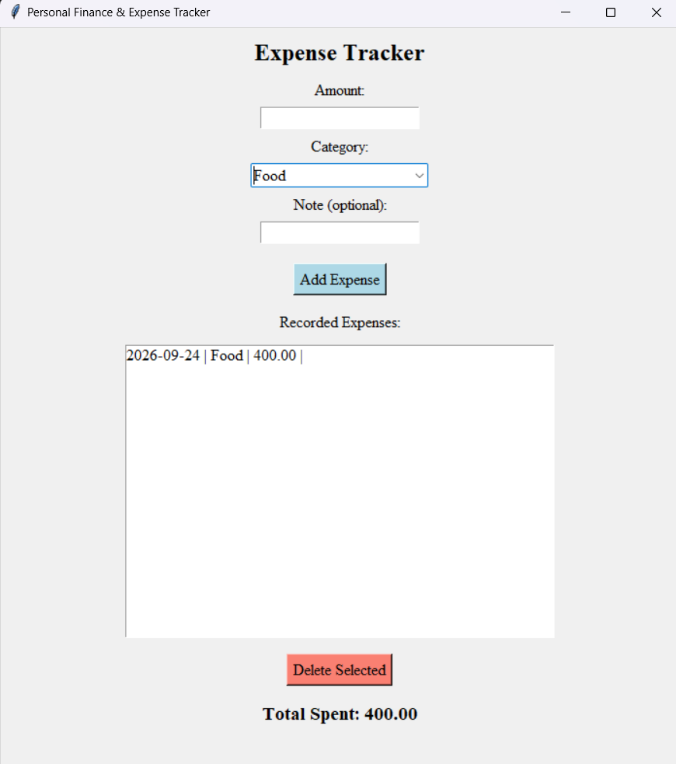 Personal Finance & Expense Tracker
Expense Tracker
Amount:
Category:
Food
Note (optional):
Add Expense
Recorded Expenses:
2026-09-24 | Food | 400.00 |
Delete Selected
Total Spent: 400.00